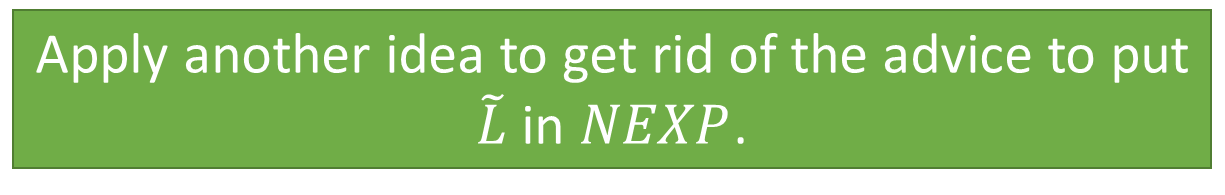 Apply another idea to get rid of the advice to put
L̃ in NEXP.